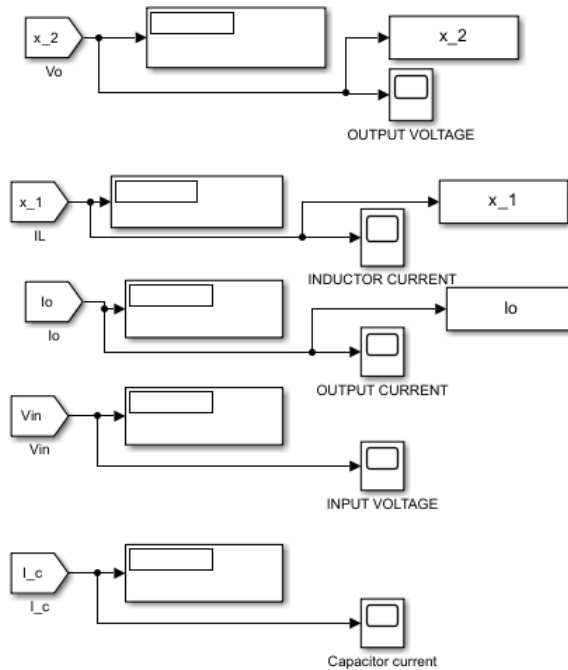 x_2
Vo
x_2
OUTPUT VOLTAGE
x_1
IL
x_1
INDUCTOR CURRENT
Io
Io
Io
OUTPUT CURRENT
Vin
Vin
INPUT VOLTAGE
I_c
I_c
Capacitor current